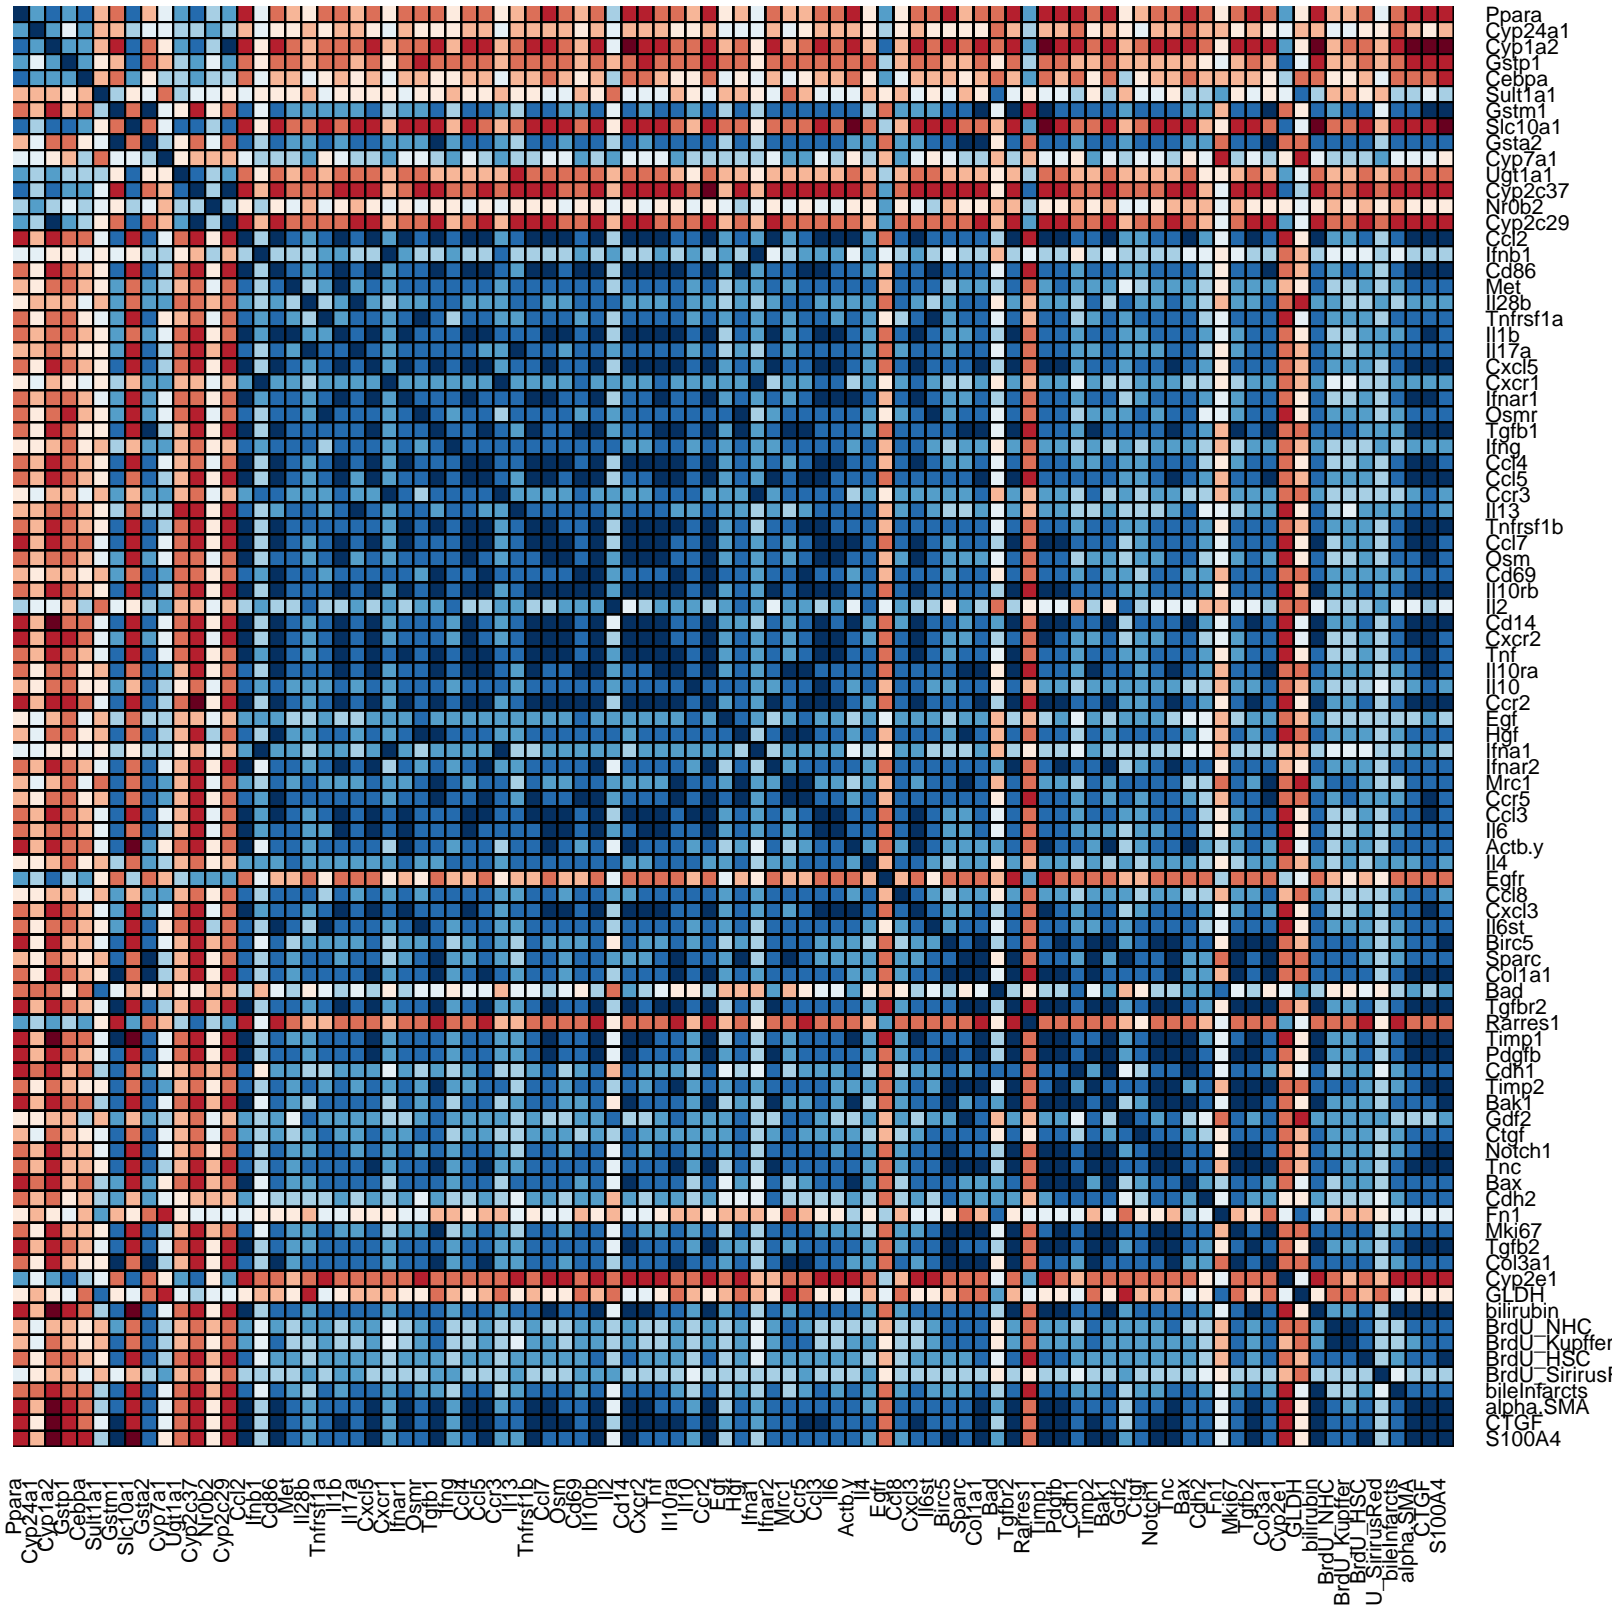 Ppara
Cyp24a1
Cyp1a2
Gstp1
Cebpa
Sult1a1
Gstm1
Slc10a1
Gsta2
Cyp7a1
Ugt1a1
Cyp2c37
Nr0b2
Cyp2c29
Ccl2
Ifnb1
Cd86
Met
Il28b
Tnfrsf1a
Il1b
Il17a
Cxcl5
Cxcr1
Ifnar1
Osmr
Tgfb1
Ifng
Ccl4
Ccl5
Ccr3
Il13
Tnfrsf1b
Ccl7
Osm
Cd69
Il10rb
Il2
Cd14
Cxcr2
Tnf
Il10ra
Il10
Ccr2
Egf
Hgf
Ifna1
Ifnar2
Mrc1
Ccr5
Ccl3
Il6
Actb.y
Il4
Egfr
Ccl8
Cxcl3
Il6st
Birc5
Sparc
Col1a1
Bad
Tgfbr2
Rarres1
Timp1
Pdgfb
Cdh1
Timp2
Bak1
Gdf2
Ctgf
Notch1
Tnc
Bax
Cdh2
Fn1
Mki67
Tgfb2
Col3a1
Cyp2e1
GLDH
bilirubin
BrdU_NHC
BrdU_Kupffer
BrdU_HSC
BrdU_SirirusF
bileInfarcts
alpha.SMA
CTGF
S100A4
Ppara
Cyp24a1
Cyp1a2
Gstp1
Cebpa
Sult1a1
Gstm1
Slc10a1
Gsta2
Cyp7a1
Ugt1a1
Cyp2c37
Nr0b2
Cyp2c29
Ccl2
Ifnb1
Cd86
Met
Il28b
Tnfrsf1a
Il1b
Il17a
Cxcl5
Cxcr1
Ifnar1
Osmr
Tgfb1
Ifng
Ccl4
Ccl5
Ccr3
Il13
Tnfrsf1b
Ccl7
Osm
Cd69
Il10rb
Il2
Cd14
Cxcr2
Tnf
Il10ra
Il10
Ccr2
Egf
Hgf
Ifna1
Ifnar2
Mrc1
Ccr5
Ccl3
Il6
Actb.y
Il4
Egfr
Ccl8
Cxcl3
Il6st
Birc5
Sparc
Col1a1
Bad
Tgfbr2
Rarres1
Timp1
Pdgfb
Cdh1
Timp2
Bak1
Gdf2
Ctgf
Notch1
Tnc
Bax
Cdh2
Fn1
Mki67
Tgfb2
Col3a1
Cyp2e1
GLDH
bilirubin
BrdU_NHC
BrdU_Kupffer
BrdU_HSC
U_SirirusRed
bileInfarcts
alpha.SMA
CTGF
S100A4